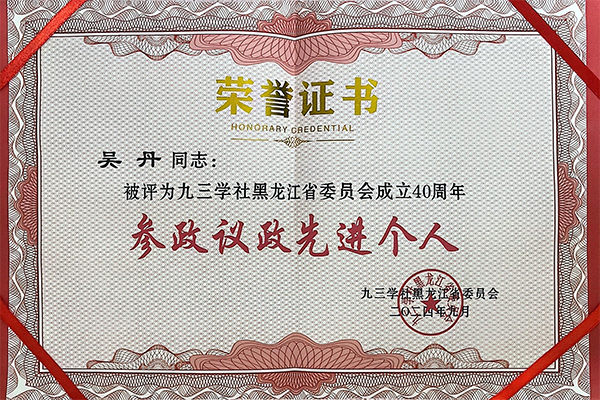 荣誉证书
HONORARY CREDENTIAL
吴 丹 同志：
被评为九三学社黑龙江省委员会成立40周年
参政议政先进个人
九三学社黑龙江省委员会
二〇二四年九月